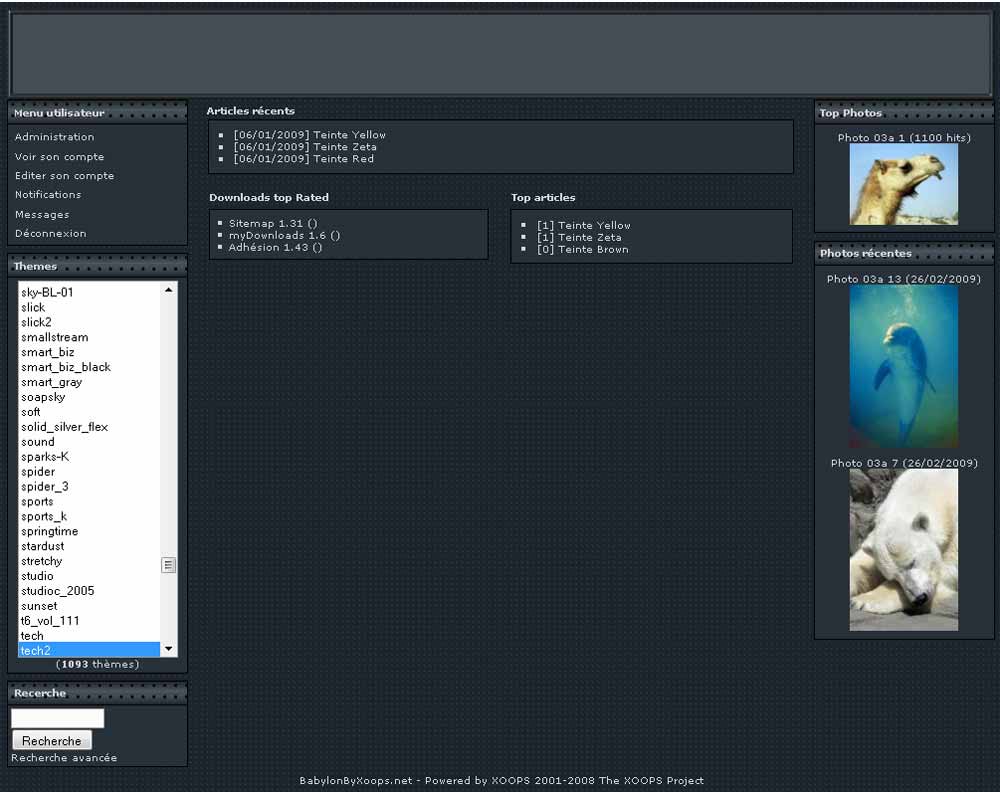 Menu utilisateur
Administration
Voir son compte
Editer son compte
Notifications
Messages
Déconnexion
Themes
sky-BL-01
slick
slick2
smallstream
smart_biz
smart_biz_black
smart_gray
soapsky
soft
solid_silver_flex
sound
sparks-K
spider
spider_3
sports
sports_k
springtime
stardust
stretchy
studio
studioc_2005
sunset
t6_vol_111
tech
tech2
(1093 thèmes)
Recerche
Recherche
Recherche avancée
Articles récents
[06/01/2009] Teinte Yellow
[06/01/2009] Teinte Zeta
[06/01/2009] Teinte Red
Downloads top Rated
Sitemap 1.31 ()
myDownloads 1.6 ()
Adhésion 1.43 ()
Top articles
[1] Teinte Yellow
[1] Teinte Zeta
[0] Teinte Brown
Top Photos
Photo 03a 1 (1100 hits)
Photos récentes
Photo 03a 13 (26/02/2009)
Photo 03a 7 (26/02/2009)
BabylonByXoops.net - Powered by XOOPS 2001-2008 The XOOPS Project